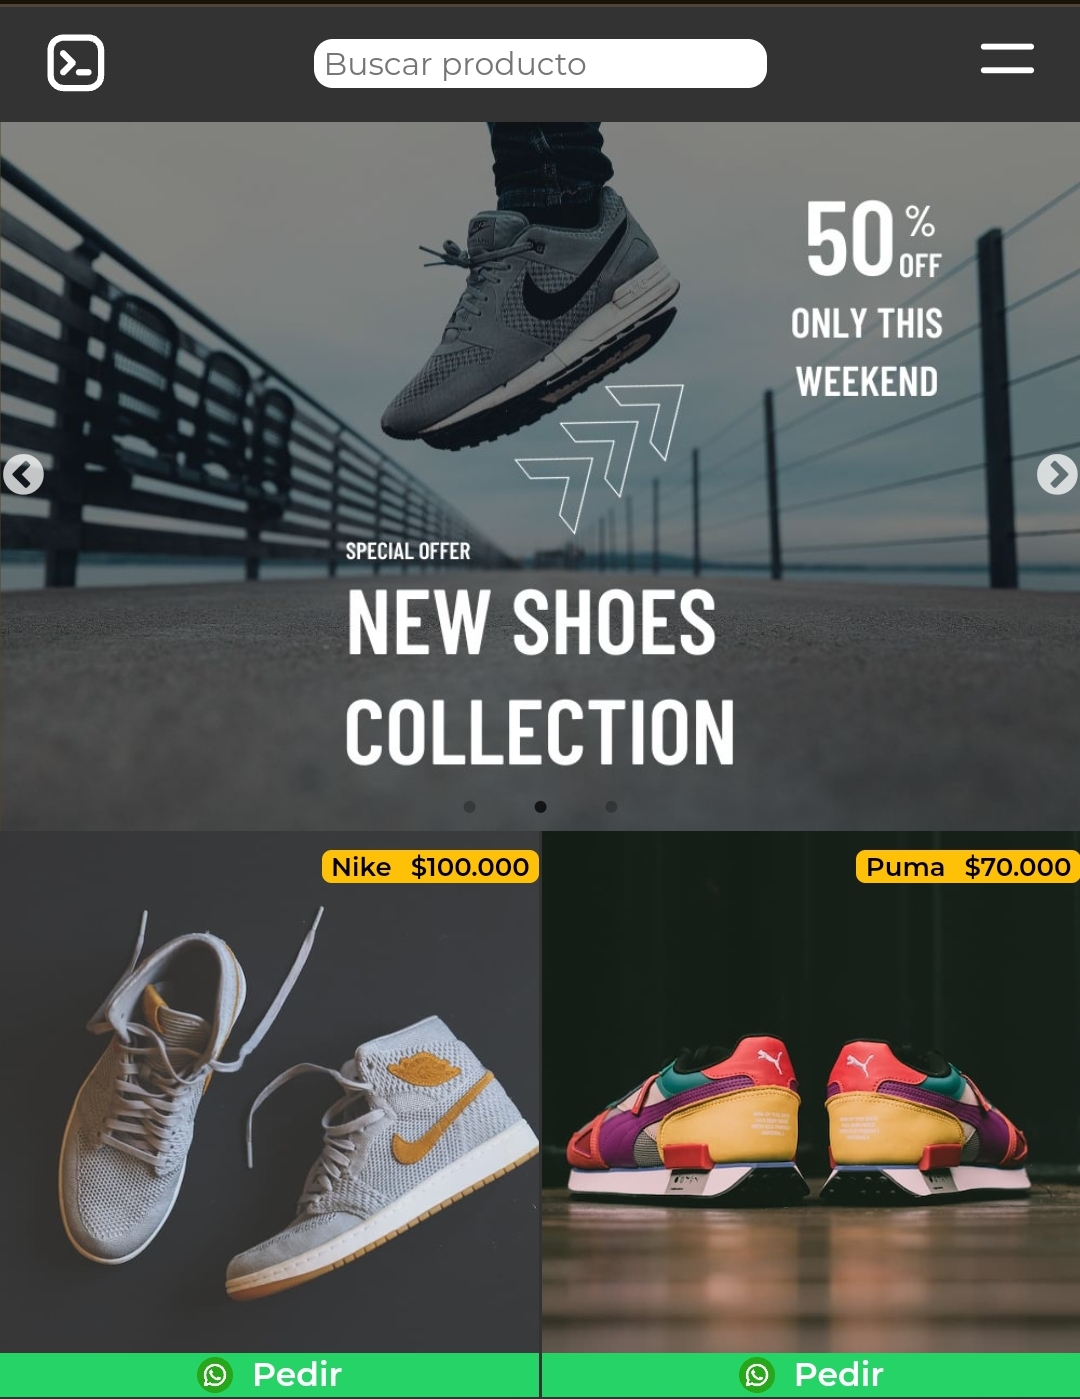 Buscar producto
50 %
OFF
ONLY THIS
WEEKEND
SPECIAL OFFER
NEW SHOES
COLLECTION
Nike $100.000
Puma $70.000
Pedir
Pedir